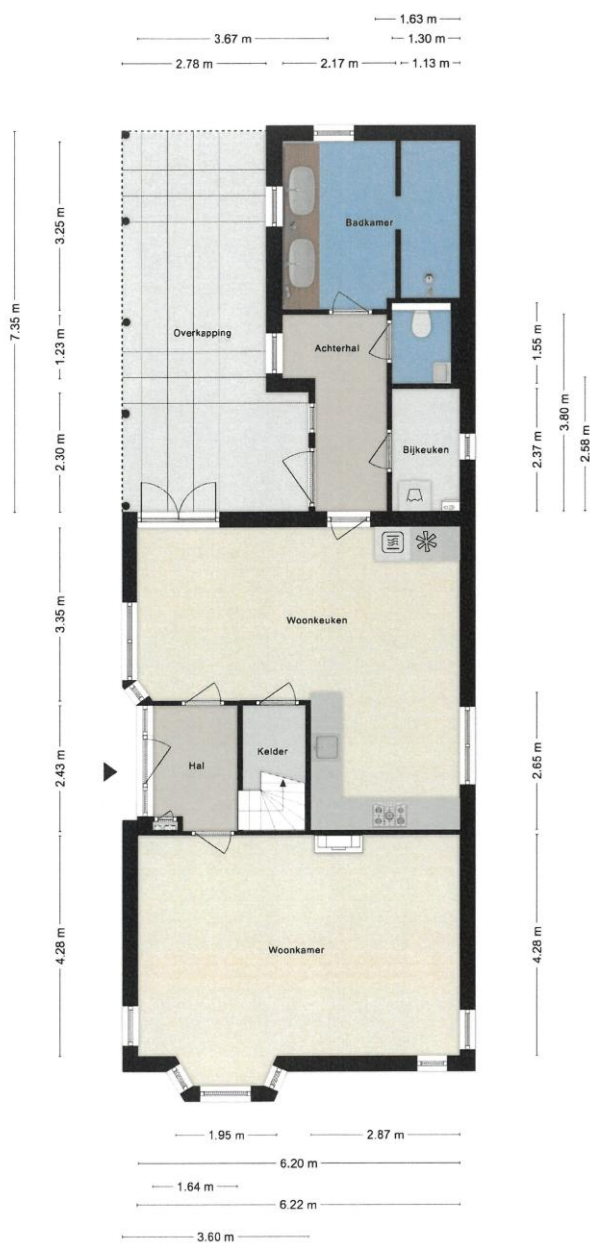 1.63 m
3.67 m
1.30 m
2.78 m
2.17 m
1.13 m
7.35 m
3.25 m
1.23 m
2.30 m
3.35 m
2.43 m
4.28 m
Badkamer
Overkapping
Achterhal
Bijkeuken
Woonkeuken
Hal
Kelder
Woonkamer
1.55 m
3.80 m
2.37 m
2.58 m
2.65 m
4.28 m
1.95 m
2.87 m
6.20 m
1.64 m
6.22 m
3.60 m